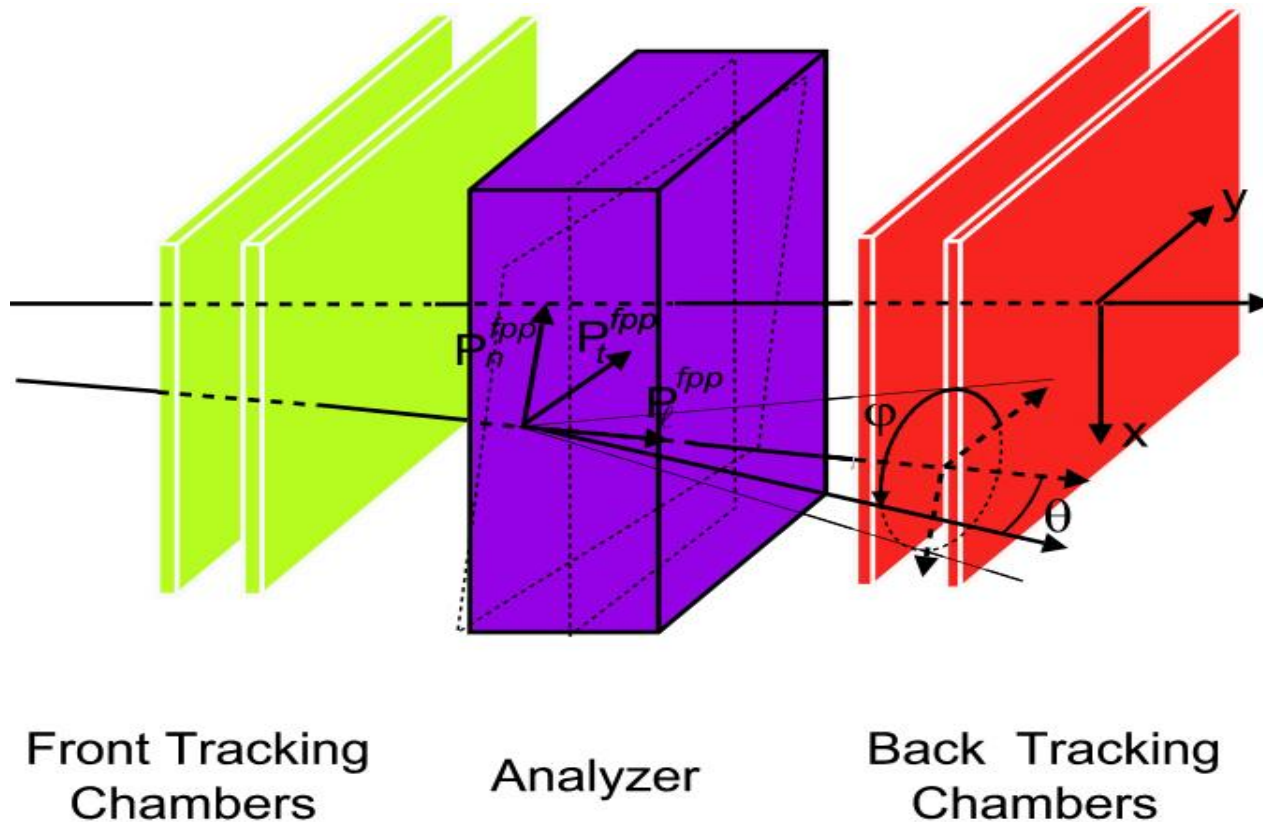 y
P_n^fpp P_t^fpp
P_ℓ^fpp
φ
x
θ
Front Tracking Chambers
Analyzer
Back Tracking Chambers